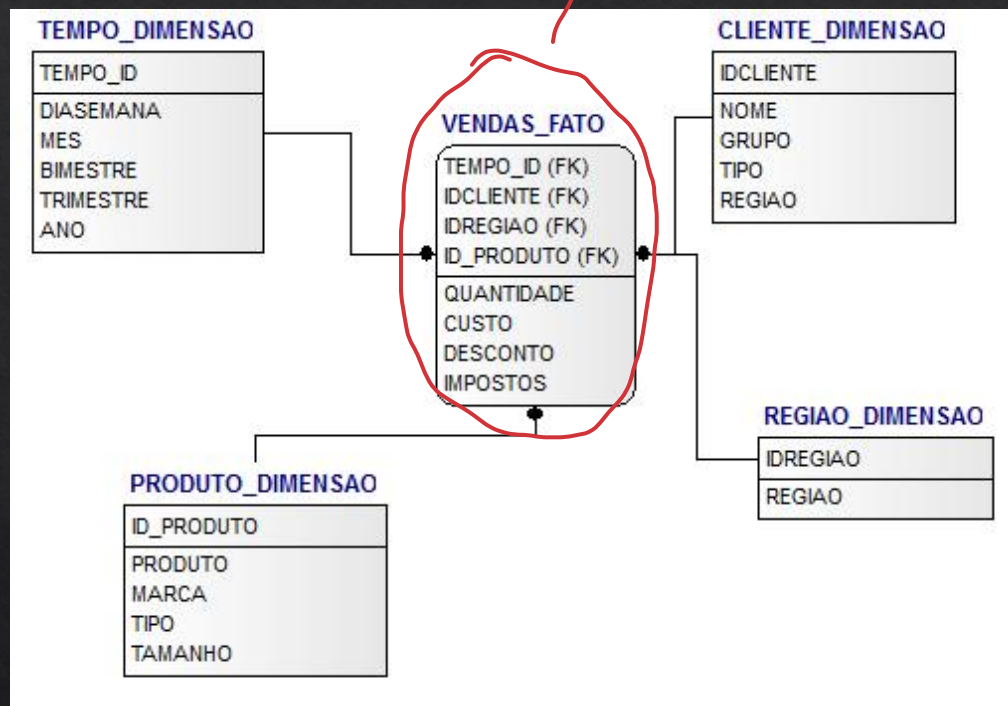 TEMPO_DIMENSAO
TEMPO_ID
DIASEMANA
MES
BIMESTRE
TRIMESTRE
ANO
VENDAS_FATO
TEMPO_ID (FK)
IDCLIENTE (FK)
IDREGIAO (FK)
ID_PRODUTO (FK)
QUANTIDADE
CUSTO
DESCONTO
IMPOSTOS
CLIENTE_DIMENSAO
IDCLIENTE
NOME
GRUPO
TIPO
REGIAO
PRODUTO_DIMENSAO
ID_PRODUTO
PRODUTO
MARCA
TIPO
TAMANHO
REGIAO_DIMENSAO
IDREGIAO
REGIAO